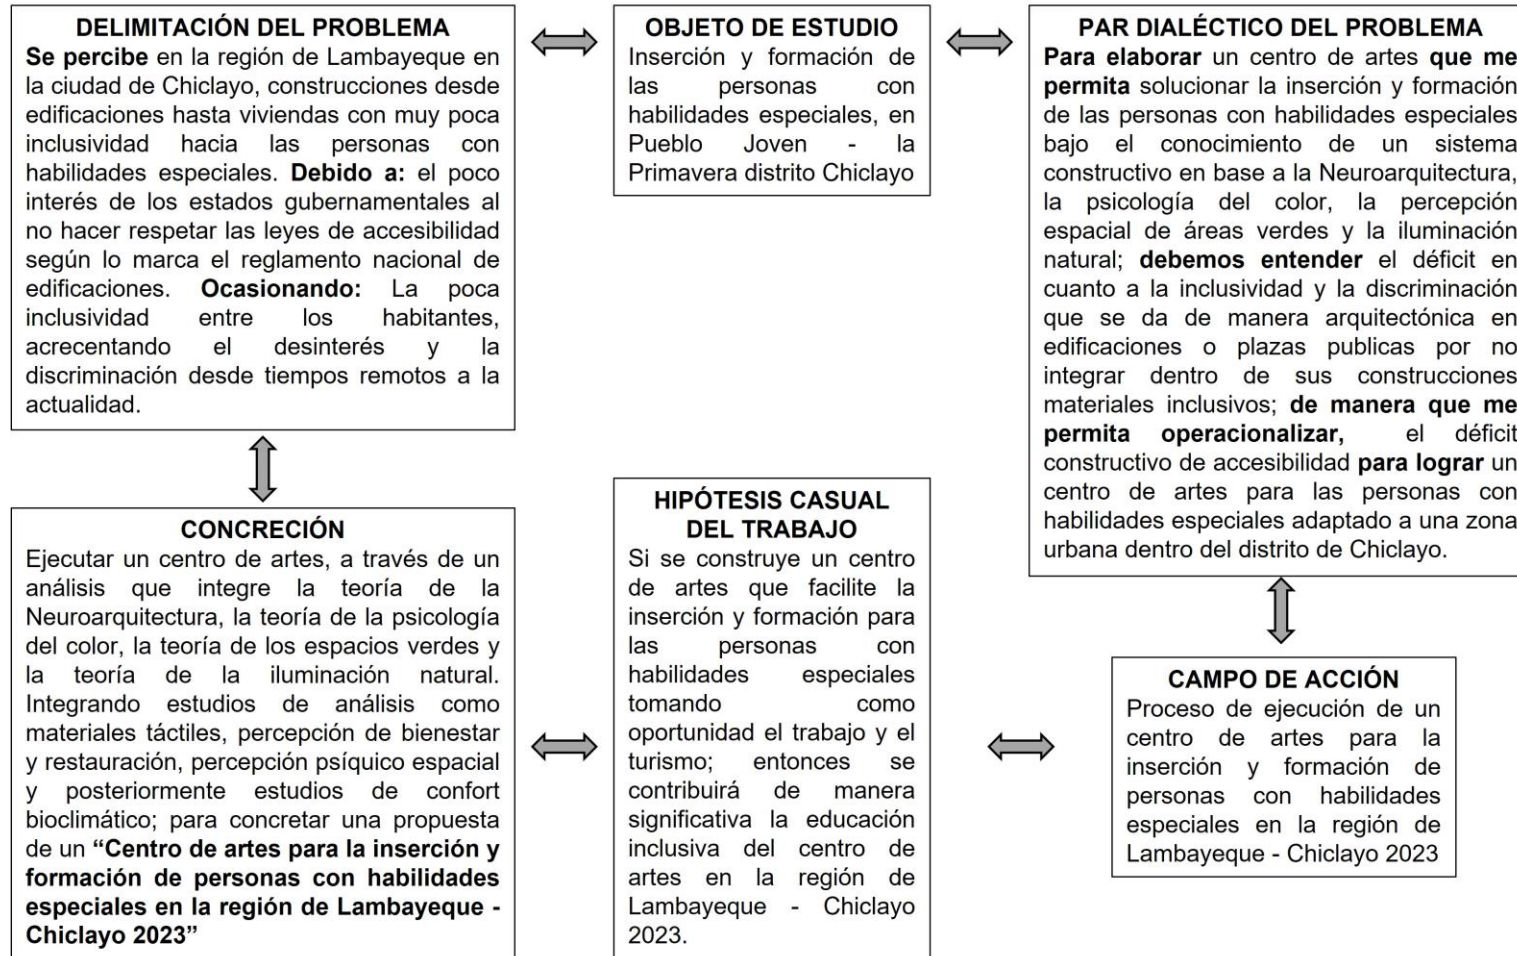 DELIMITACIÓN DEL PROBLEMA
Se percibe en la región de Lambayeque en
la ciudad de Chiclayo, construcciones desde
edificaciones hasta viviendas con muy poca
inclusividad hacia las personas con
habilidades especiales. Debido a: el poco
interés de los estados gubernamentales al
no hacer respetar las leyes de accesibilidad
según lo marca el reglamento nacional de
edificaciones. Ocasionando: La poca
inclusividad entre los habitantes,
acrecentando el desinterés y la
discriminación desde tiempos remotos a la
actualidad.
OBJETO DE ESTUDIO
Inserción y formación de
las personas con
habilidades especiales, en
Pueblo Joven - la
Primavera distrito Chiclayo
PAR DIALÉCTICO DEL PROBLEMA
Para elaborar un centro de artes que me
permita solucionar la inserción y formación
de las personas con habilidades especiales
bajo el conocimiento de un sistema
constructivo en base a la Neuroarquitectura,
la psicología del color, la percepción
espacial de áreas verdes y la iluminación
natural; debemos entender el déficit en
cuanto a la inclusividad y la discriminación
que se da de manera arquitectónica en
edificaciones o plazas publicas por no
integrar dentro de sus construcciones
materiales inclusivos; de manera que me
permita operacionalizar, el déficit
constructivo de accesibilidad para lograr un
centro de artes para las personas con
habilidades especiales adaptado a una zona
urbana dentro del distrito de Chiclayo.
CONCRECIÓN
Ejecutar un centro de artes, a través de un
análisis que integre la teoría de la
Neuroarquitectura, la teoría de la psicología
del color, la teoría de los espacios verdes y
la teoría de la iluminación natural.
Integrando estudios de análisis como
materiales táctiles, percepción de bienestar
y restauración, percepción psíquico espacial
y posteriormente estudios de confort
bioclimático; para concretar una propuesta
de un “Centro de artes para la inserción y
formación de personas con habilidades
especiales en la región de Lambayeque -
Chiclayo 2023”
HIPÓTESIS CASUAL
DEL TRABAJO
Si se construye un centro
de artes que facilite la
inserción y formación para
las personas con
habilidades especiales
tomando como
oportunidad el trabajo y el
turismo; entonces se
contribuirá de manera
significativa la educación
inclusiva del centro de
artes en la región de
Lambayeque - Chiclayo
2023.
CAMPO DE ACCIÓN
Proceso de ejecución de un
centro de artes para la
inserción y formación de
personas con habilidades
especiales en la región de
Lambayeque - Chiclayo 2023